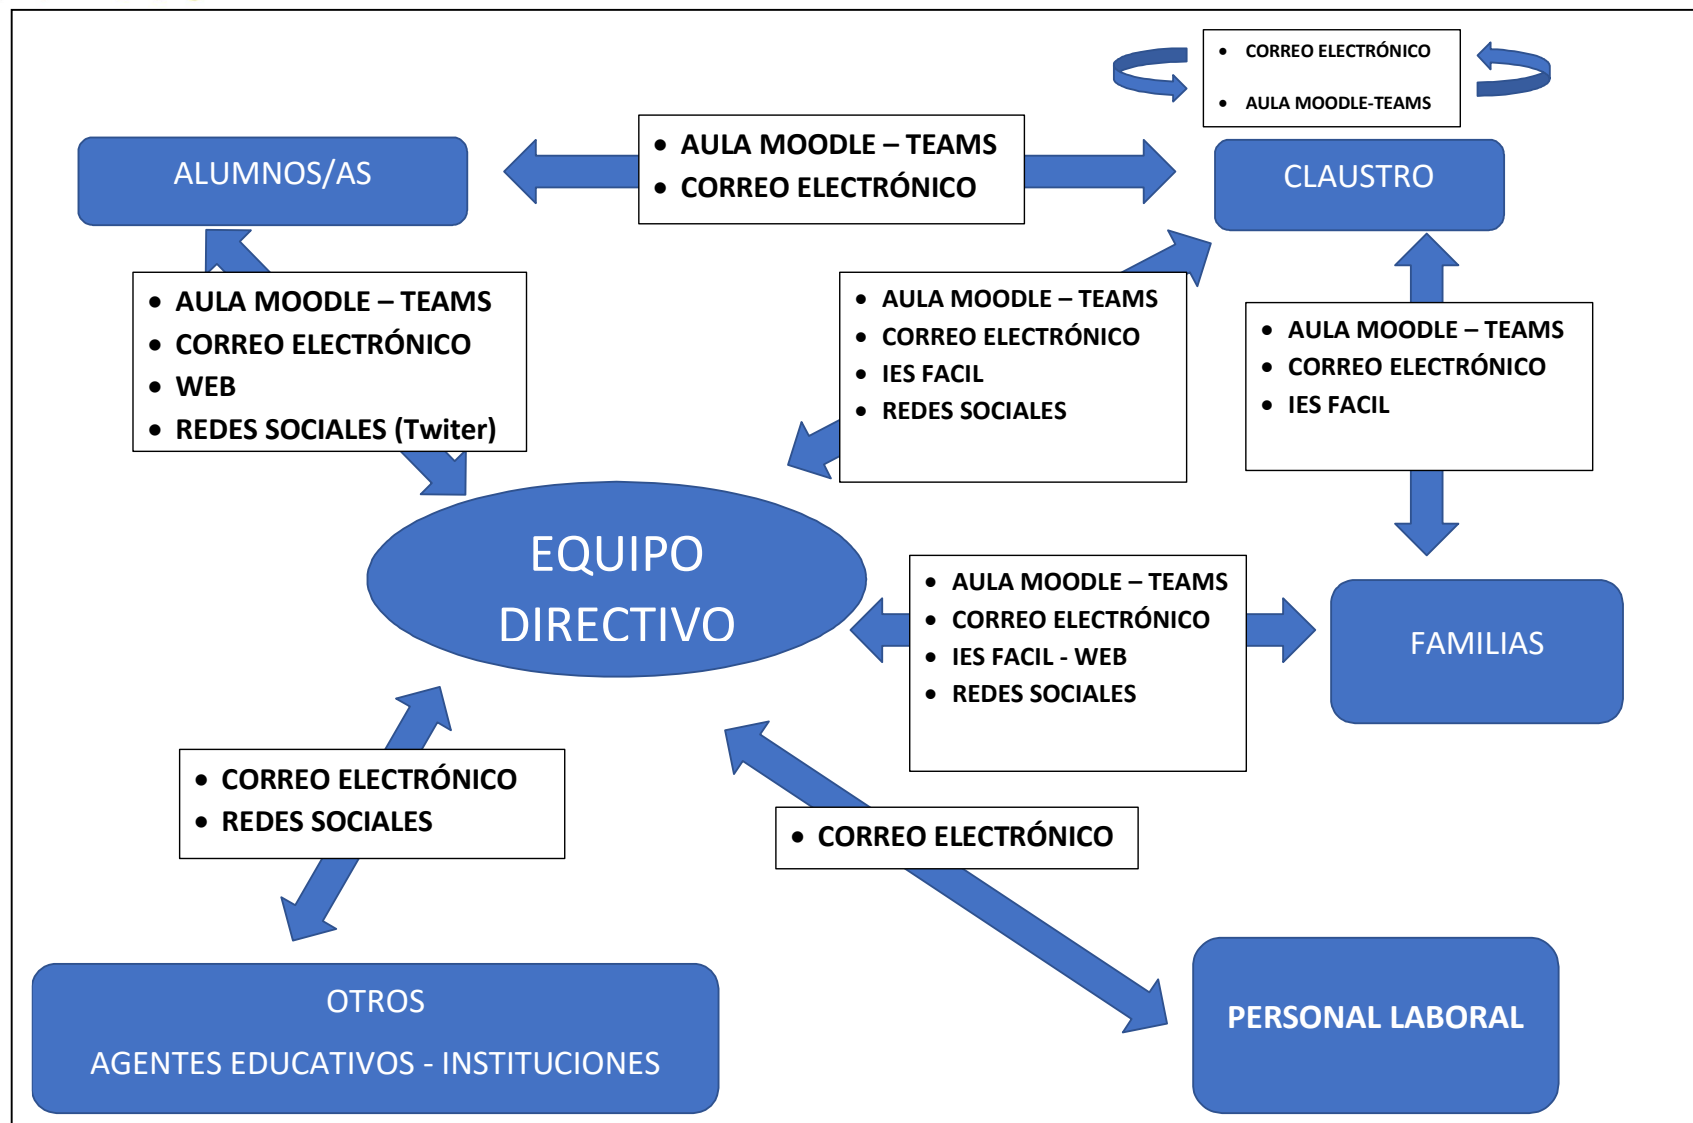 • CORREO ELECTRÓNICO
• AULA MOODLE-TEAMS
• AULA MOODLE – TEAMS
• CORREO ELECTRÓNICO
ALUMNOS/AS
CLAUSTRO
• AULA MOODLE – TEAMS
• CORREO ELECTRÓNICO
• WEB
• REDES SOCIALES (Twiter)
• AULA MOODLE – TEAMS
• CORREO ELECTRÓNICO
• IES FACIL
• REDES SOCIALES
• AULA MOODLE – TEAMS
• CORREO ELECTRÓNICO
• IES FACIL
EQUIPO
DIRECTIVO
• AULA MOODLE – TEAMS
• CORREO ELECTRÓNICO
• IES FACIL - WEB
• REDES SOCIALES
FAMILIAS
• CORREO ELECTRÓNICO
• REDES SOCIALES
• CORREO ELECTRÓNICO
OTROS
AGENTES EDUCATIVOS - INSTITUCIONES
PERSONAL LABORAL